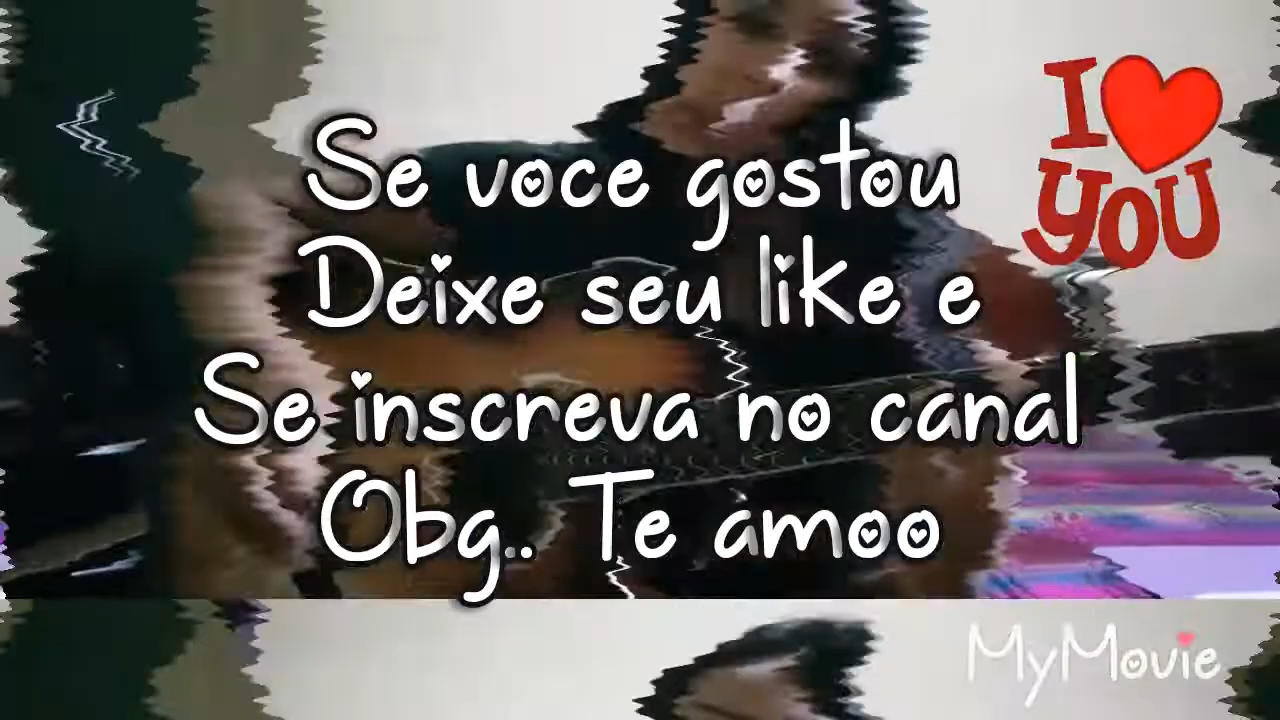 I ❤ YOU
Se voce gostou
Deixe seu like e
Se inscreva no canal
Obg.. Te amoo
MyMovie